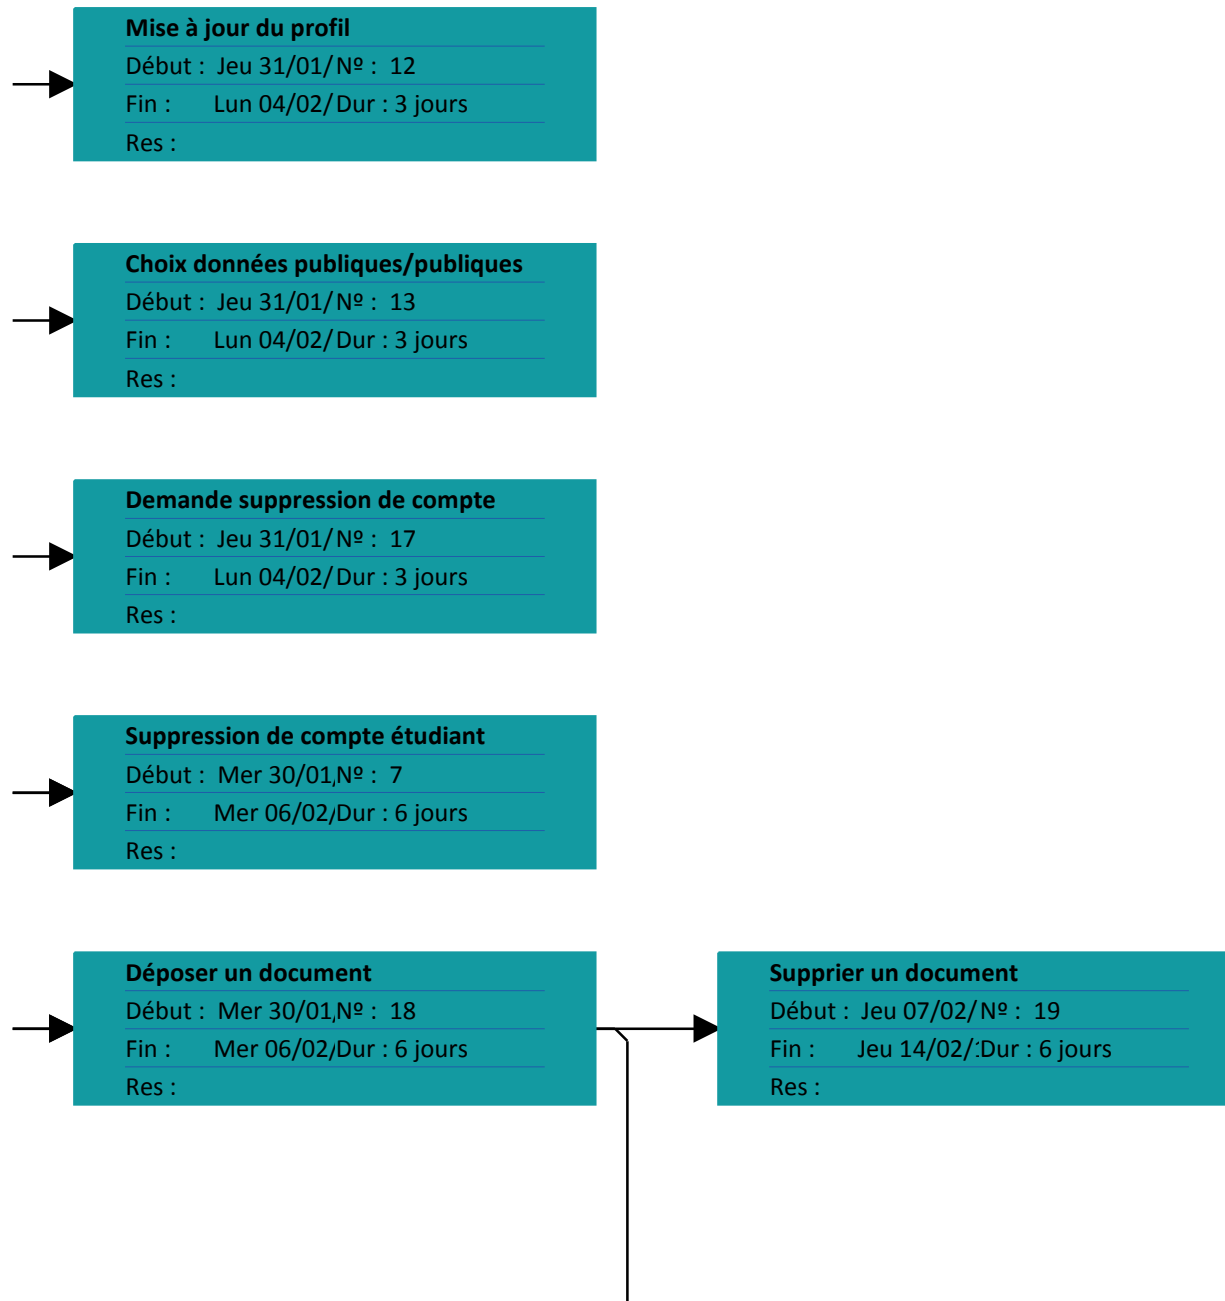 Mise à jour du profil
Début : Jeu 31/01/ Nº : 12
Fin : Lun 04/02/ Dur : 3 jours
Res :
Choix données publiques/publiques
Début : Jeu 31/01/ Nº : 13
Fin : Lun 04/02/ Dur : 3 jours
Res :
Demande suppression de compte
Début : Jeu 31/01/ Nº : 17
Fin : Lun 04/02/ Dur : 3 jours
Res :
Suppression de compte étudiant
Début : Mer 30/01 Nº : 7
Fin : Mer 06/02/ Dur : 6 jours
Res :
Déposer un document
Début : Mer 30/01 Nº : 18
Fin : Mer 06/02/ Dur : 6 jours
Res :
Supprier un document
Début : Jeu 07/02/ Nº : 19
Fin : Jeu 14/02/ Dur : 6 jours
Res :